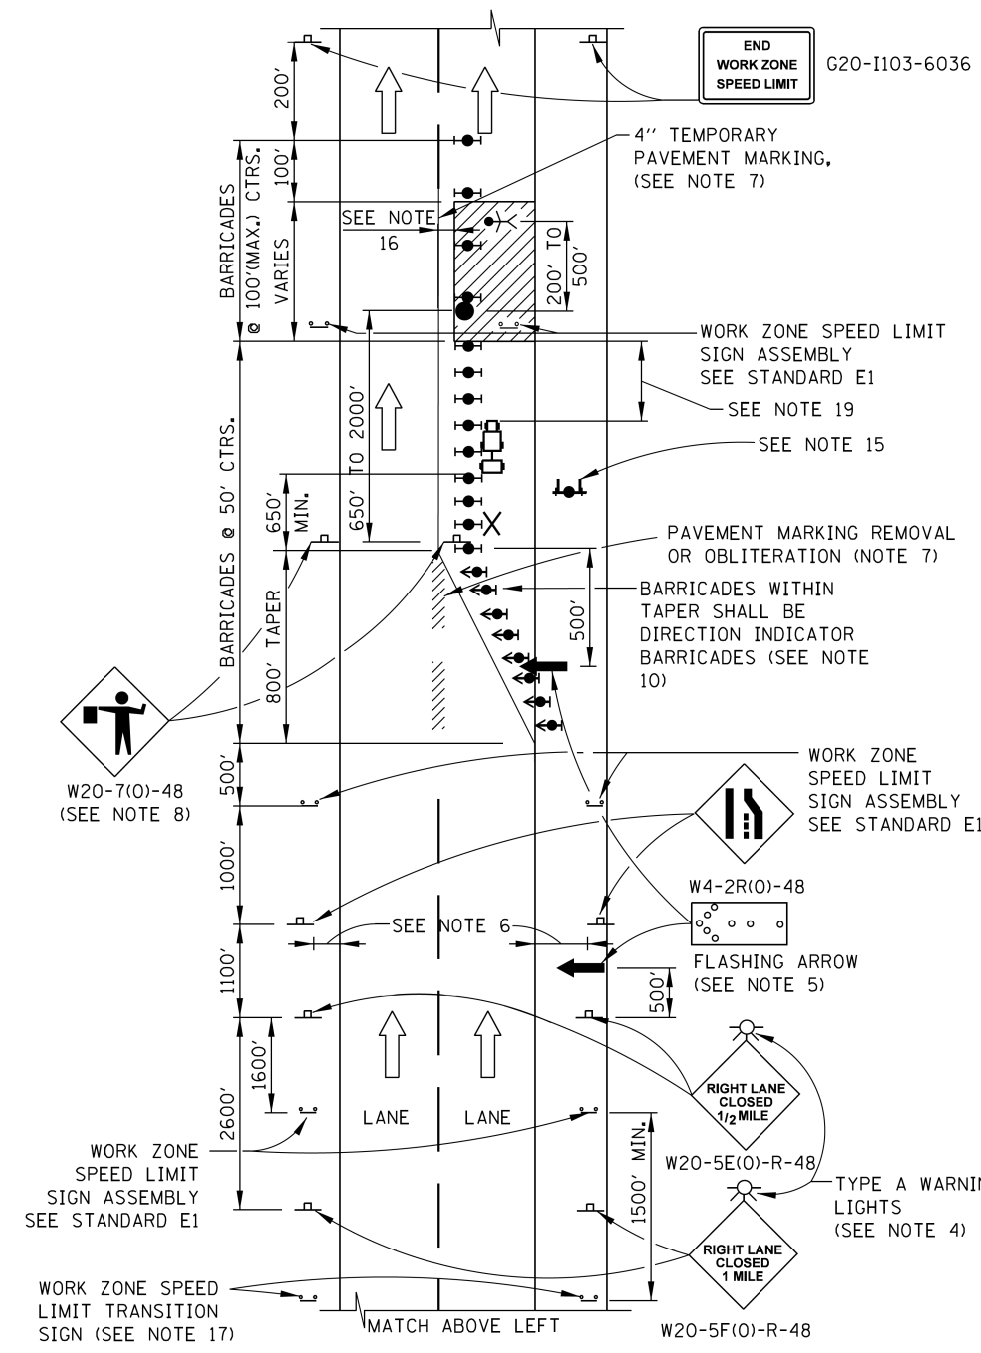 END
WORK ZONE
SPEED LIMIT
G20-I103-6036
200'
4'' TEMPORARY
PAVEMENT MARKING,
(SEE NOTE 7)
BARRICADES
@ 100'(MAX.) CTRS.
100'
VARIES
SEE NOTE
16
200' TO
500'
WORK ZONE SPEED LIMIT
SIGN ASSEMBLY
SEE STANDARD E1
SEE NOTE 19
SEE NOTE 15
BARRICADES @ 50' CTRS.
650' TO 2000'
650'
MIN.
PAVEMENT MARKING REMOVAL
OR OBLITERATION (NOTE 7)
BARRICADES WITHIN
TAPER SHALL BE
DIRECTION INDICATOR
BARRICADES (SEE NOTE
10)
500'
800' TAPER
W20-7(O)-48
(SEE NOTE 8)
500'
WORK ZONE
SPEED LIMIT
SIGN ASSEMBLY
SEE STANDARD E1
1000'
W4-2R(O)-48
SEE NOTE 6
FLASHING ARROW
(SEE NOTE 5)
1100'
500'
1600'
2600'
RIGHT LANE
CLOSED
1/2 MILE
W20-5E(O)-R-48
LANE
LANE
WORK ZONE
SPEED LIMIT
SIGN ASSEMBLY
SEE STANDARD E1
1500' MIN.
TYPE A WARNI
LIGHTS
(SEE NOTE 4)
RIGHT LANE
CLOSED
1 MILE
WORK ZONE SPEED
LIMIT TRANSITION
SIGN (SEE NOTE 17)
MATCH ABOVE LEFT
W20-5F(O)-R-48